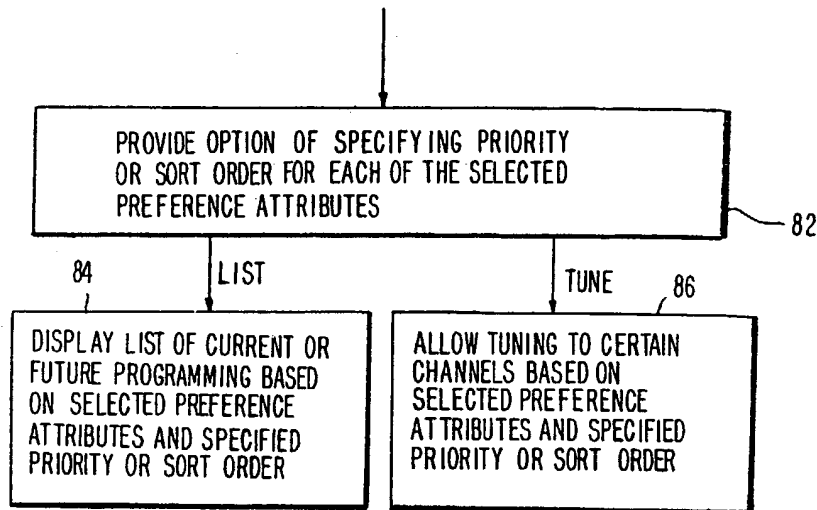 PROVIDE OPTION OF SPECIFYING PRIORITY
OR SORT ORDER FOR EACH OF THE SELECTED
PREFERENCE ATTRIBUTES
82
84
LIST
TUNE
86
DISPLAY LIST OF CURRENT OR
FUTURE PROGRAMMING BASED
ON SELECTED PREFERENCE
ATTRIBUTES AND SPECIFIED
PRIORITY OR SORT ORDER
ALLOW TUNING TO CERTAIN
CHANNELS BASED ON
SELECTED PREFERENCE
ATTRIBUTES AND SPECIFIED
PRIORITY OR SORT ORDER